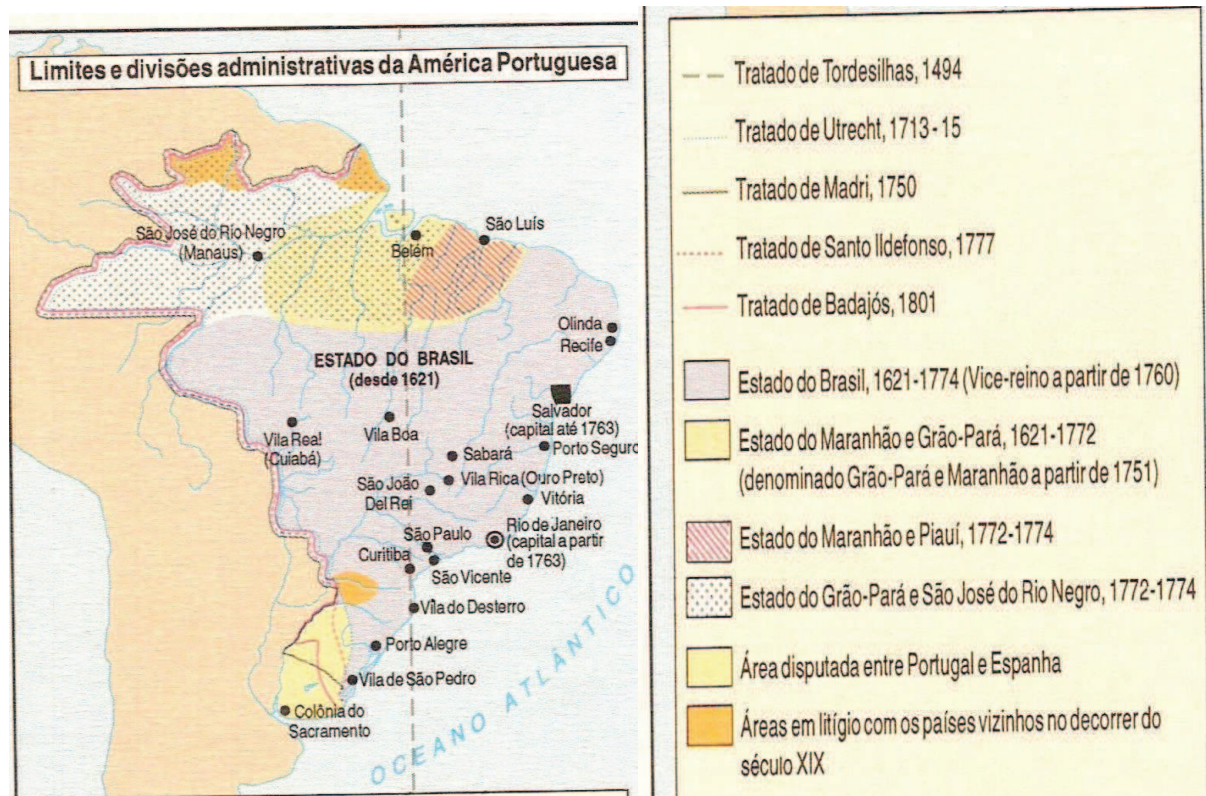 Limites e divisões administrativas da América Portuguesa
São José do Rio Negro
(Manaus)
Belém
São Luís
Olinda
Recife
ESTADO DO BRASIL
(desde 1621)
Salvador
(capital até 1763)
Porto Seguro
Vila Real
(Cuiabá)
Vila Boa
Sabará
Vila Rica (Ouro Preto)
São João
Del Rei
Vitória
Rio de Janeiro
(capital a partir
de 1763)
São Paulo
Curitiba
São Vicente
Vila do Desterro
Porto Alegre
Vila de São Pedro
Colônia do
Sacramento
OCEANO ATLÂNTICO
Tratado de Tordesilhas, 1494
Tratado de Utrecht, 1713-15
Tratado de Madri, 1750
Tratado de Santo Ildefonso, 1777
Tratado de Badajós, 1801
Estado do Brasil, 1621-1774 (Vice-reino a partir de 1760)
Estado do Maranhão e Grão-Pará, 1621-1772
(denominado Grão-Pará e Maranhão a partir de 1751)
Estado do Maranhão e Piauí, 1772-1774
Estado do Grão-Pará e São José do Rio Negro, 1772-1774
Área disputada entre Portugal e Espanha
Áreas em litígio com os países vizinhos no decorrer do
século XIX